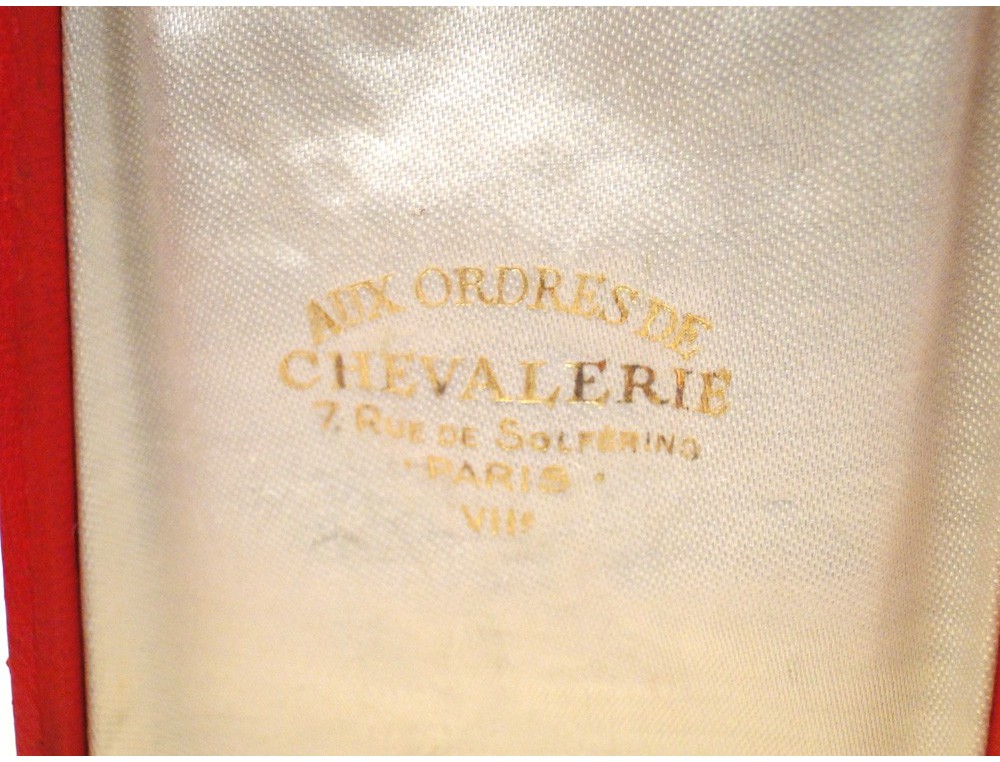 AUX ORDRES DE
CHEVALERIE
7, RUE DE SOLFÉRINO
· PARIS ·
VIIe